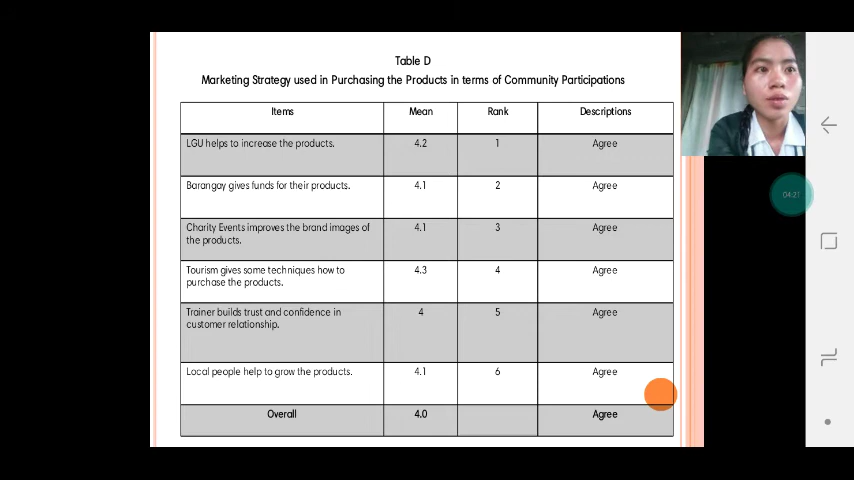 Table D
Marketing Strategy used in Purchasing the Products in terms of Community Participations
Items Mean Rank Descriptions
LGU helps to increase the products. 4.2 1 Agree
Barangay gives funds for their products. 4.1 2 Agree
Charity Events improves the brand images of 4.1 3 Agree
the products.
Tourism gives some techniques how to 4.3 4 Agree
purchase the products.
Trainer builds trust and confidence in 4 5 Agree
customer relationship.
Local people help to grow the products. 4.1 6 Agree
Overall 4.0 Agree
04:21